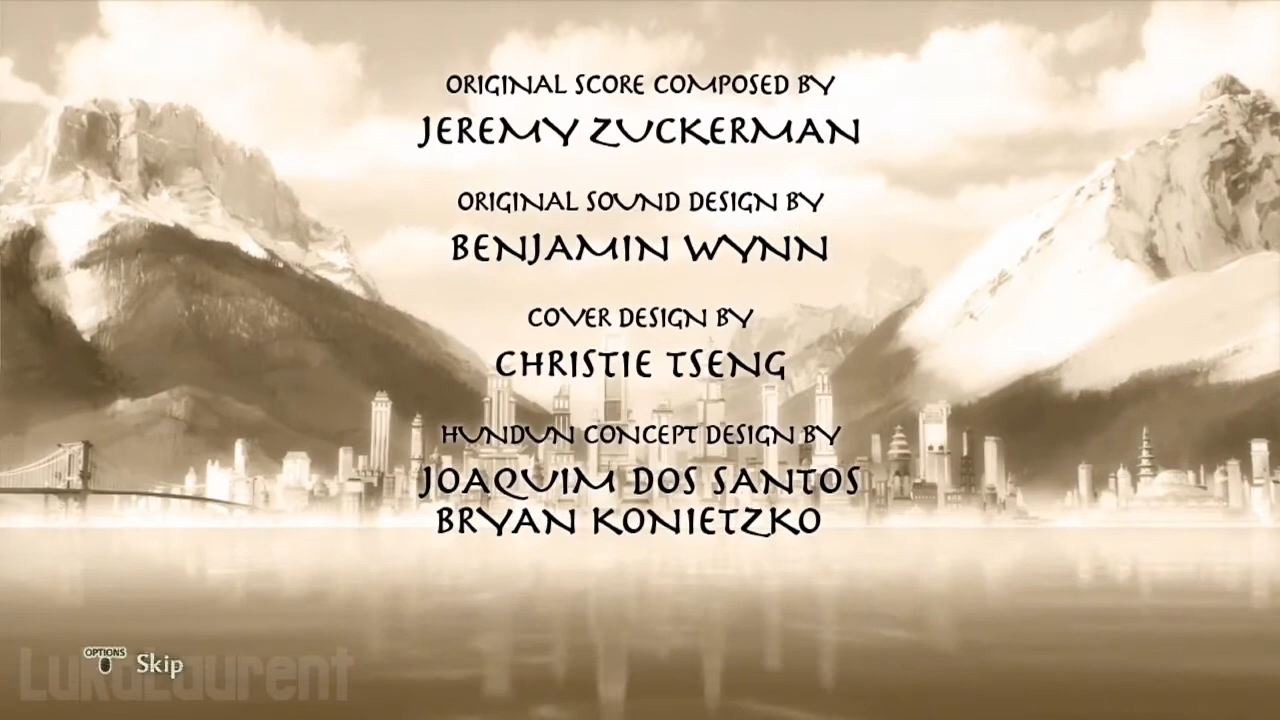 ORIGINAL SCORE COMPOSED BY
JEREMY ZUCKERMAN
ORIGINAL SOUND DESIGN BY
BENJAMIN WYNN
COVER DESIGN BY
CHRISTIE TSENG
HUNDUN CONCEPT DESIGN BY
JOAQUIM DOS SANTOS
BRYAN KONIETZKO
OPTIONS
Skip
LukaLaurent